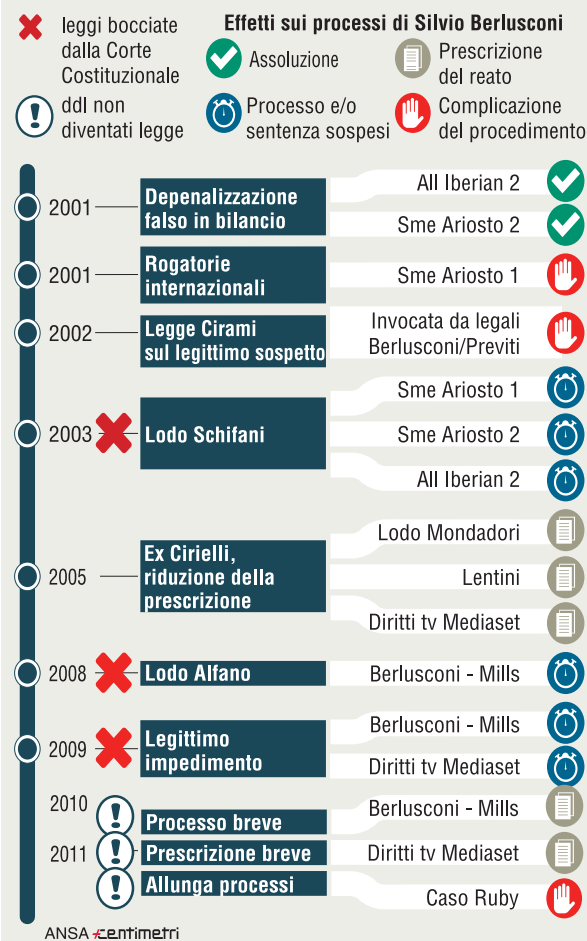 leggi bocciate
dalla Corte
Costituzionale
ddl non
diventati legge
Effetti sui processi di Silvio Berlusconi
Assoluzione
Prescrizione
del reato
Processo e/o
sentenza sospesi
Complicazione
del procedimento
2001
Depenalizzazione
falso in bilancio
All Iberian 2
Sme Ariosto 2
2001
Rogatorie
internazionali
Sme Ariosto 1
2002
Legge Cirami
sul legittimo sospetto
Invocata da legali
Berlusconi/Previti
2003
Lodo Schifani
Sme Ariosto 1
Sme Ariosto 2
All Iberian 2
2005
Ex Cirielli,
riduzione della
prescrizione
Lodo Mondadori
Lentini
Diritti tv Mediaset
2008
Lodo Alfano
Berlusconi - Mills
2009
Legittimo
impedimento
Berlusconi - Mills
Diritti tv Mediaset
2010
Processo breve
Berlusconi - Mills
2011
Prescrizione breve
Diritti tv Mediaset
Allunga processi
Caso Ruby
ANSA centimetri